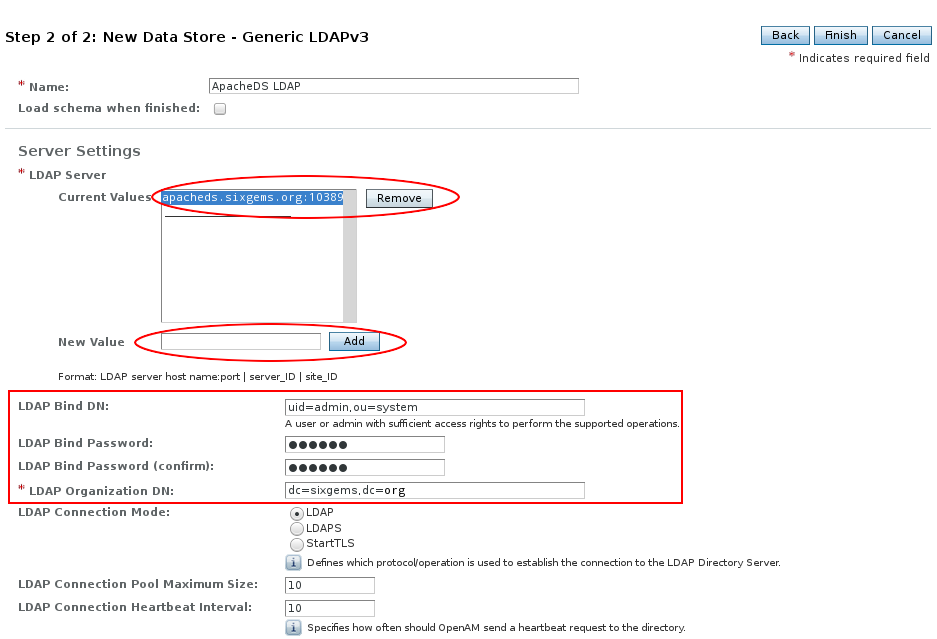 Step 2 of 2: New Data Store - Generic LDAPv3
Back Finish Cancel
* Indicates required field
* Name: ApacheDS LDAP
Load schema when finished:
Server Settings
* LDAP Server
Current Values apacheds.sixgems.org:10389 Remove
New Value Add
Format: LDAP server host name:port | server_ID | site_ID
LDAP Bind DN: uid=admin,ou=system
A user or admin with sufficient access rights to perform the supported operations.
LDAP Bind Password: ●●●●●●
LDAP Bind Password (confirm): ●●●●●●
* LDAP Organization DN: dc=sixgems,dc=org
LDAP Connection Mode: LDAP
LDAPS
StartTLS
i Defines which protocol/operation is used to establish the connection to the LDAP Directory Server.
LDAP Connection Pool Maximum Size: 10
LDAP Connection Heartbeat Interval: 10
i Specifies how often should OpenAM send a heartbeat request to the directory.